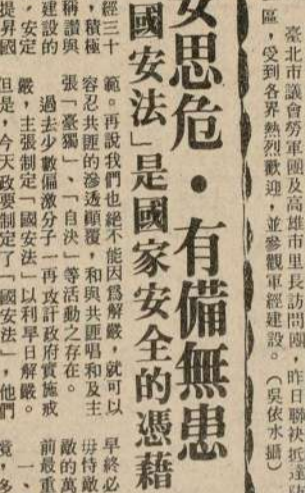 臺北市議會勞軍團及高雄市里長訪問團 昨日聯袂抵達防
區,受到各界熱烈歡迎,並參觀軍經建設。(吳依水攝)
安思危・有備無患
國安法」是國家安全的憑藉
經三十
,積極
稱讚與
建設的
,安定
提昇國
範。再說我們也絕不能因為解嚴,就可以
容忍共匪的滲透顛覆,和與共匪唱和及主
張「臺獨」、「自決」等活動之存在。
過去少數偏激分子一再攻訐政府實施戒
嚴,主張制定「國安法」以利早日解嚴。
但是,今天政要制定了「國安法」,他們
早終必
毋恃敵
敵的萬
前最重
一、
竟,多